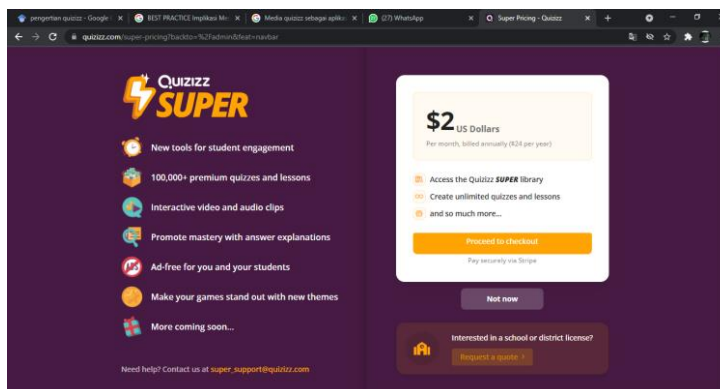 pengertian quizizz - Google
BEST PRACTICE Implikasi Me
Media quizizz sebagai aplika
(27) WhatsApp
Super Pricing - Quizizz
quizizz.com/super-pricing?backto=%2Fadmin&feat=navbar
QUIZIZZ
SUPER
New tools for student engagement
100,000+ premium quizzes and lessons
Interactive video and audio clips
Promote mastery with answer explanations
Ad-free for you and your students
Make your games stand out with new themes
More coming soon...
Need help? Contact us at super_support@quizizz.com
$2 US Dollars
Per month, billed annually ($24 per year)
Access the Quizizz SUPER library
Create unlimited quizzes and lessons
and so much more...
Proceed to checkout
Pay securely via Stripe
Not now
Interested in a school or district license?
Request a quote ›